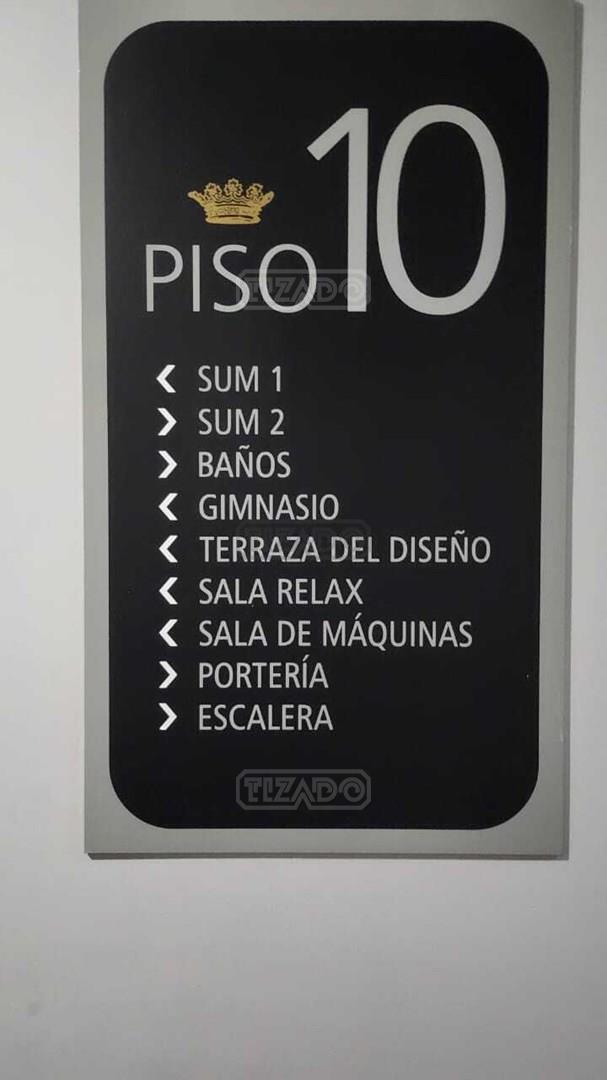 10
PISO
TIZADO
< SUM 1
> SUM 2
> BAÑOS
< GIMNASIO
TIZADO
< TERRAZA DEL DISEÑO
< SALA RELAX
< SALA DE MÁQUINAS
> PORTERÍA
> ESCALERA
TIZADO